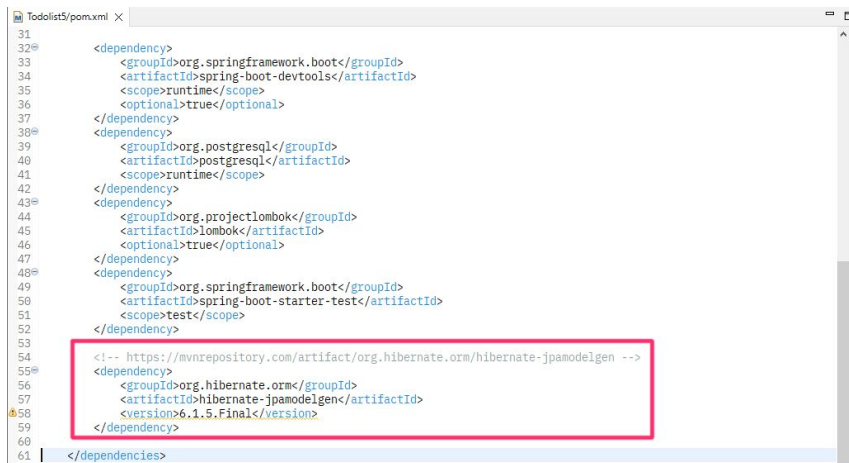 Todolist5/pom.xml
31
32 <dependency>
33 <groupId>org.springframework.boot</groupId>
34 <artifactId>spring-boot-devtools</artifactId>
35 <scope>runtime</scope>
36 <optional>true</optional>
37 </dependency>
38 <dependency>
39 <groupId>org.postgresql</groupId>
40 <artifactId>postgresql</artifactId>
41 <scope>runtime</scope>
42 </dependency>
43 <dependency>
44 <groupId>org.projectlombok</groupId>
45 <artifactId>lombok</artifactId>
46 <optional>true</optional>
47 </dependency>
48 <dependency>
49 <groupId>org.springframework.boot</groupId>
50 <artifactId>spring-boot-starter-test</artifactId>
51 <scope>test</scope>
52 </dependency>
53
54 <!-- https://mvnrepository.com/artifact/org.hibernate.orm/hibernate-jpamodelgen -->
55 <dependency>
56 <groupId>org.hibernate.orm</groupId>
57 <artifactId>hibernate-jpamodelgen</artifactId>
58 <version>6.1.5.Final</version>
59 </dependency>
60
61 </dependencies>